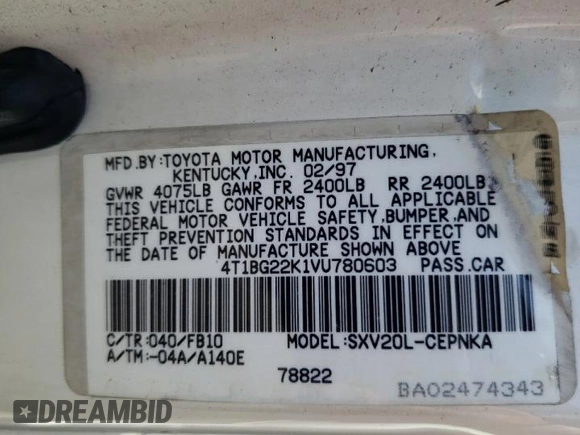 MFD.BY:TOYOTA MOTOR MANUFACTURING,
KENTUCKY,INC. 02/97
GVWR 4075LB GAWR FR 2400LB RR 2400LB
THIS VEHICLE CONFORMS TO ALL APPLICABLE
FEDERAL MOTOR VEHICLE SAFETY,BUMPER,AND
THEFT PREVENTION STANDARDS IN EFFECT ON
THE DATE OF MANUFACTURE SHOWN ABOVE
4T1BG22K1VU780603 PASS.CAR
C/TR:040/FB10 MODEL:SXV20L-CEPNKA
A/TM:-04A/A140E
78822
BA02474343
DREAMBID